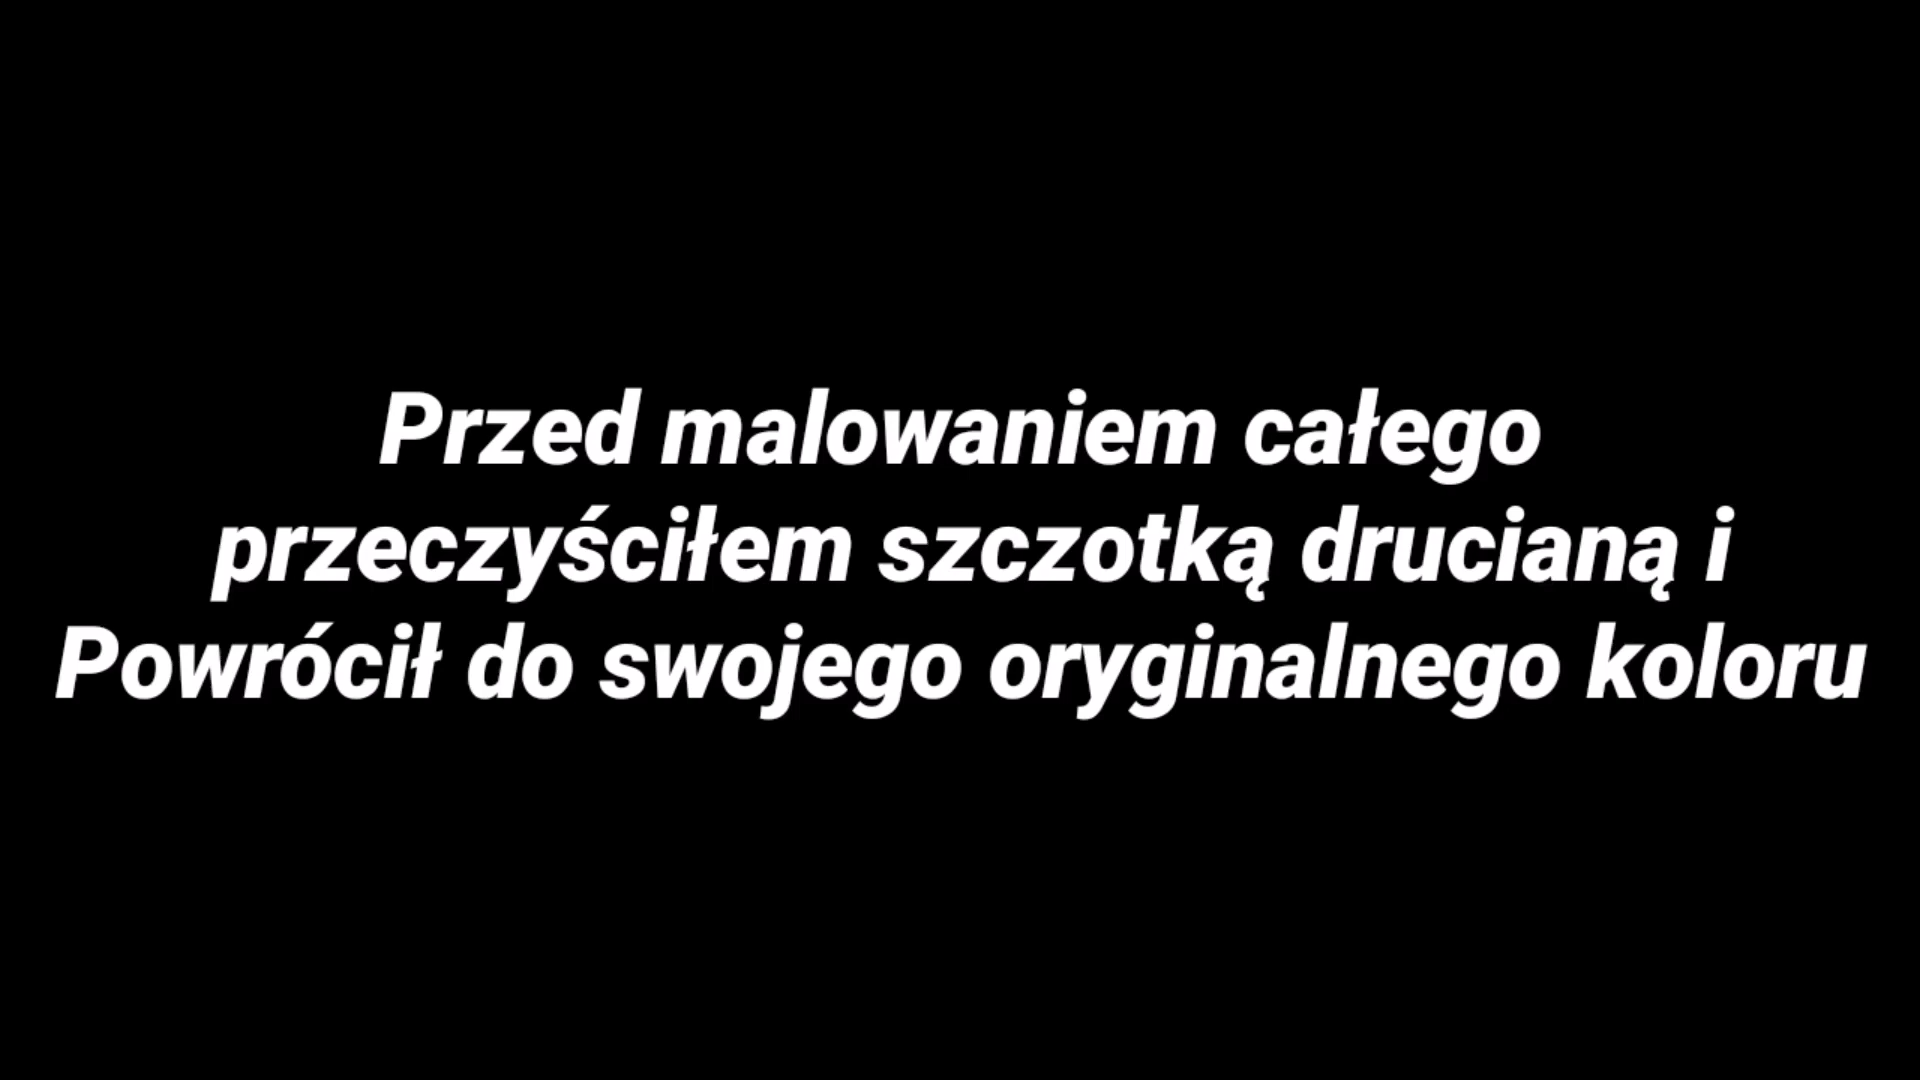 Przed malowaniem całego
przeczyściłem szczotką drucianą i
Powrócił do swojego oryginalnego koloru